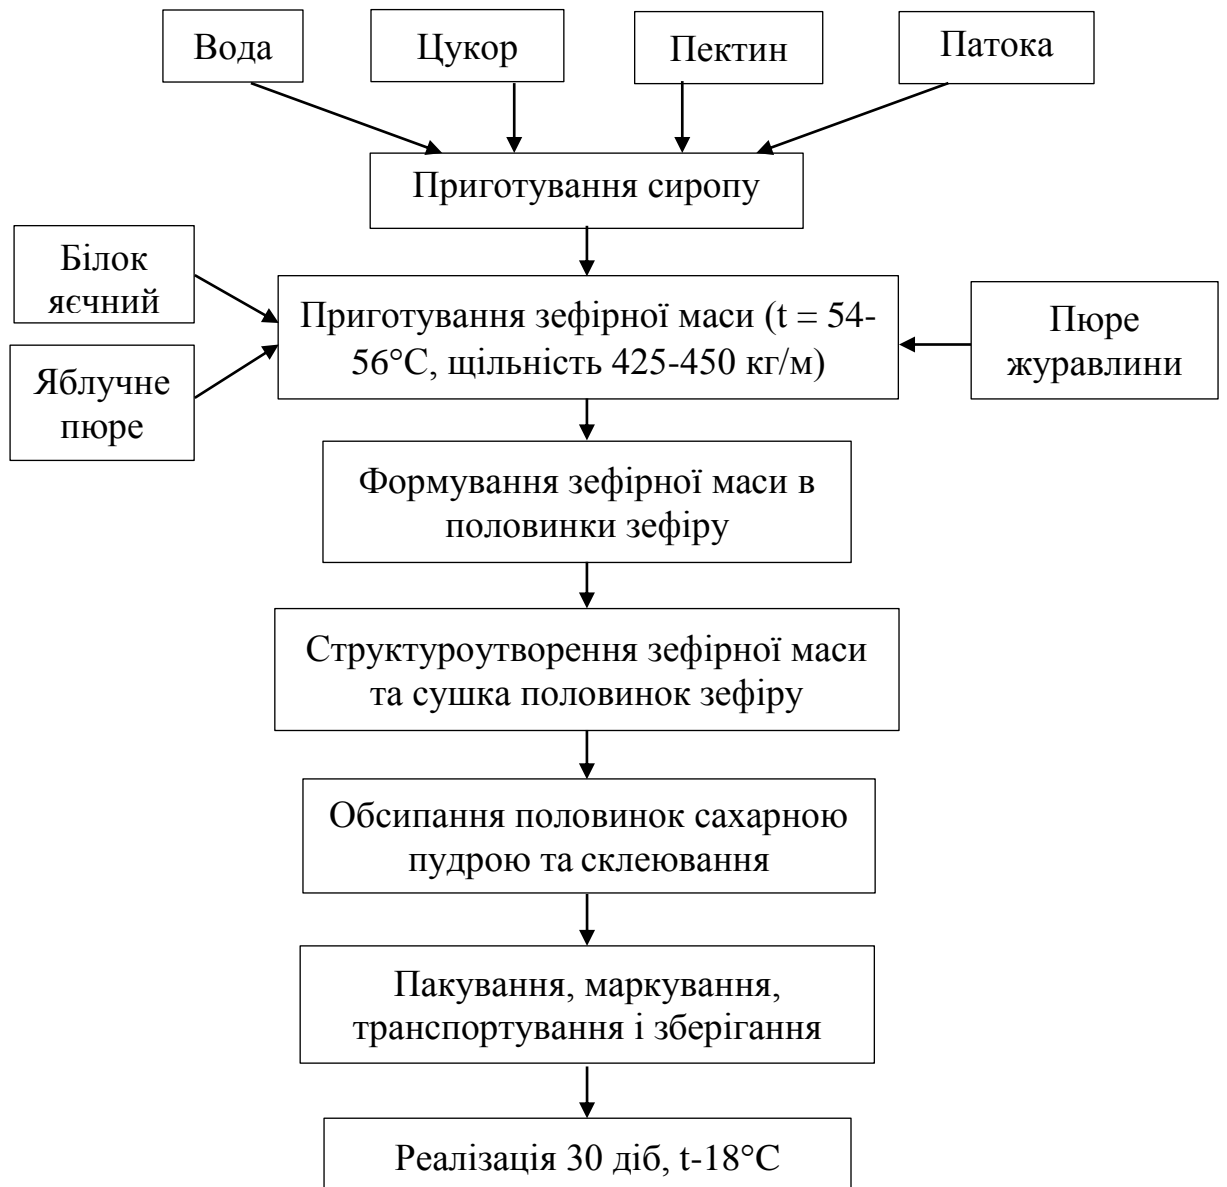 Вода
Цукор
Пектин
Патока
Приготування сиропу
Білок
яєчний
Яблучне
пюре
Приготування зефірної маси (t = 54-
56°С, щільність 425-450 кг/м)
Пюре
журавлини
Формування зефірної маси в
половинки зефіру
Структуроутворення зефірної маси
та сушка половинок зефіру
Обсипання половинок сахарною
пудрою та склеювання
Пакування, маркування,
транспортування і зберігання
Реалізація 30 діб, t-18°С